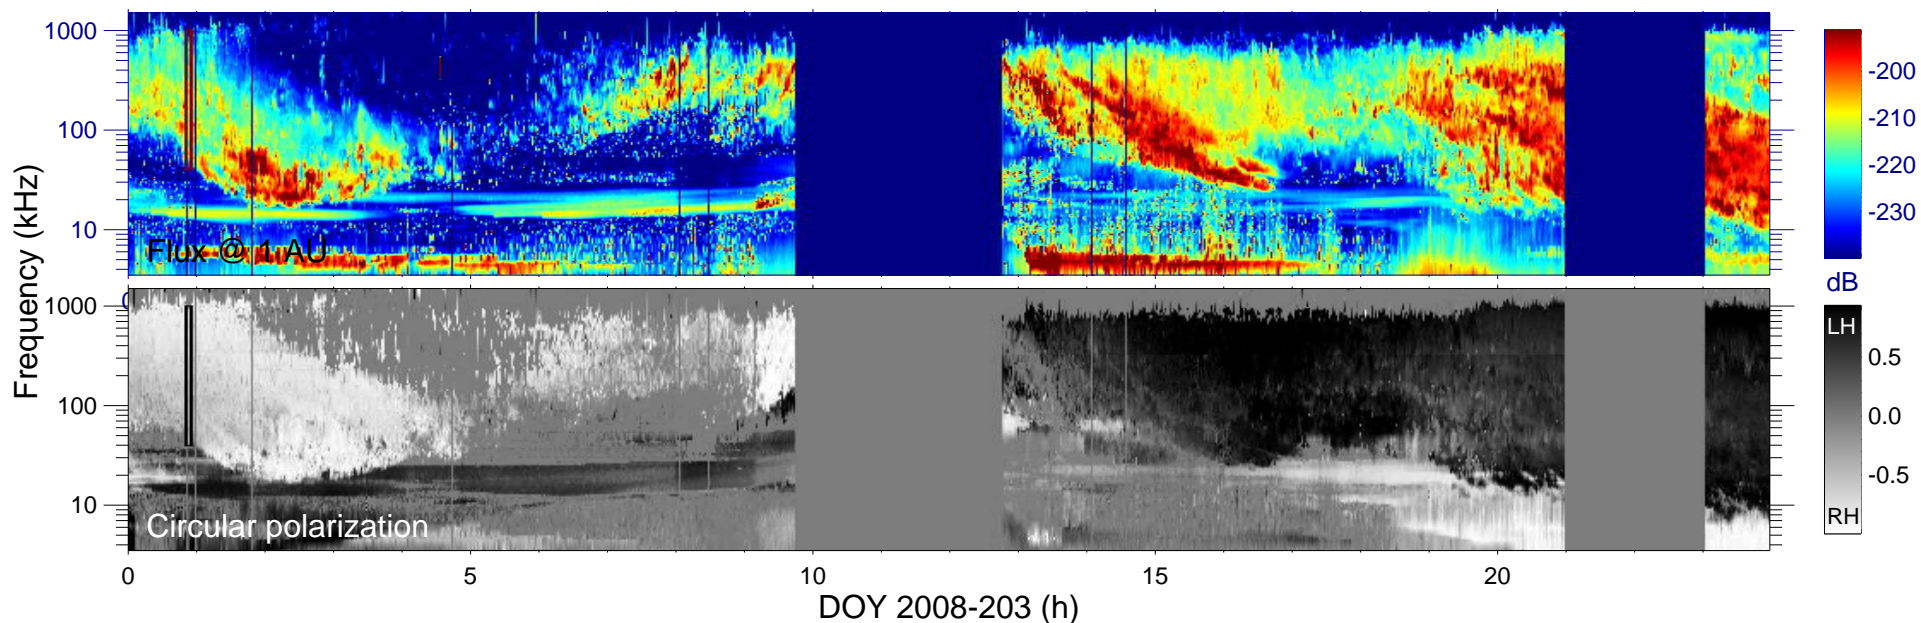 1000
100
10
Flux @ 1 AU
-200
-210
-220
-230
dB
Frequency (kHz)
0
1000
100
10
Circular polarization
LH
0.5
0.0
-0.5
RH
0
5
10
15
20
DOY 2008-203 (h)